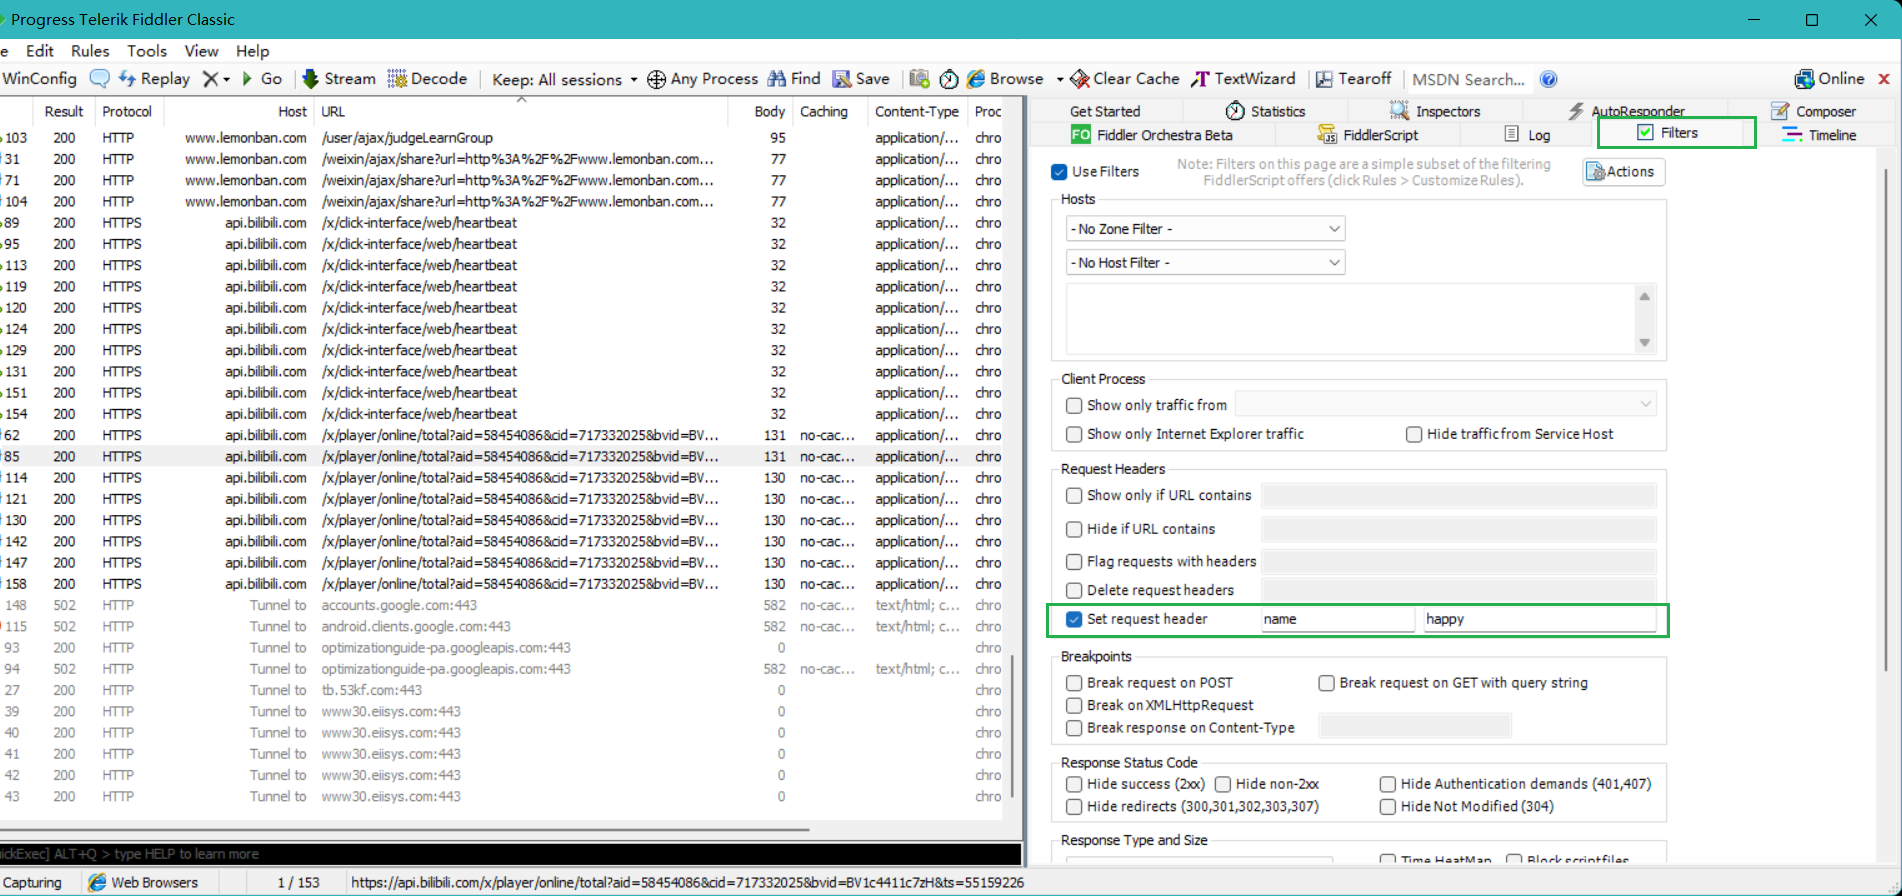 Progress Telerik Fiddler Classic
e Edit Rules Tools View Help
WinConfig Replay Go Stream Decode Keep: All sessions Any Process Find Save Browse Clear Cache TextWizard Tearoff MSDN Search... Online
Result Protocol Host URL Body Caching Content-Type Proc
103 200 HTTP www.lemonban.com /user/ajax/judgeLearnGroup 95 application/... chro
31 200 HTTP www.lemonban.com /weixin/ajax/share?url=http%3A%2F%2Fwww.lemonban.com... 77 application/... chro
71 200 HTTP www.lemonban.com /weixin/ajax/share?url=http%3A%2F%2Fwww.lemonban.com... 77 application/... chro
104 200 HTTP www.lemonban.com /weixin/ajax/share?url=http%3A%2F%2Fwww.lemonban.com... 77 application/... chro
89 200 HTTPS api.bilibili.com /x/click-interface/web/heartbeat 32 application/... chro
95 200 HTTPS api.bilibili.com /x/click-interface/web/heartbeat 32 application/... chro
113 200 HTTPS api.bilibili.com /x/click-interface/web/heartbeat 32 application/... chro
119 200 HTTPS api.bilibili.com /x/click-interface/web/heartbeat 32 application/... chro
120 200 HTTPS api.bilibili.com /x/click-interface/web/heartbeat 32 application/... chro
124 200 HTTPS api.bilibili.com /x/click-interface/web/heartbeat 32 application/... chro
129 200 HTTPS api.bilibili.com /x/click-interface/web/heartbeat 32 application/... chro
131 200 HTTPS api.bilibili.com /x/click-interface/web/heartbeat 32 application/... chro
151 200 HTTPS api.bilibili.com /x/click-interface/web/heartbeat 32 application/... chro
154 200 HTTPS api.bilibili.com /x/click-interface/web/heartbeat 32 application/... chro
62 200 HTTPS api.bilibili.com /x/player/online/total?aid=58454086&cid=717332025&bvid=BV... 131 no-cac... application/... chro
85 200 HTTPS api.bilibili.com /x/player/online/total?aid=58454086&cid=717332025&bvid=BV... 131 no-cac... application/... chro
114 200 HTTPS api.bilibili.com /x/player/online/total?aid=58454086&cid=717332025&bvid=BV... 130 no-cac... application/... chro
121 200 HTTPS api.bilibili.com /x/player/online/total?aid=58454086&cid=717332025&bvid=BV... 130 no-cac... application/... chro
130 200 HTTPS api.bilibili.com /x/player/online/total?aid=58454086&cid=717332025&bvid=BV... 130 no-cac... application/... chro
142 200 HTTPS api.bilibili.com /x/player/online/total?aid=58454086&cid=717332025&bvid=BV... 130 no-cac... application/... chro
147 200 HTTPS api.bilibili.com /x/player/online/total?aid=58454086&cid=717332025&bvid=BV... 130 no-cac... application/... chro
158 200 HTTPS api.bilibili.com /x/player/online/total?aid=58454086&cid=717332025&bvid=BV... 130 no-cac... application/... chro
148 502 HTTP Tunnel to accounts.google.com:443 582 no-cac... text/html; c... chro
115 502 HTTP Tunnel to android.clients.google.com:443 582 no-cac... text/html; c... chro
93 200 HTTP Tunnel to optimizationguide-pa.googleapis.com:443 0 chro
94 502 HTTP Tunnel to optimizationguide-pa.googleapis.com:443 582 no-cac... text/html; c... chro
27 200 HTTP Tunnel to tb.53kf.com:443 0 chro
39 200 HTTP Tunnel to www30.eiisys.com:443 0 chro
40 200 HTTP Tunnel to www30.eiisys.com:443 0 chro
41 200 HTTP Tunnel to www30.eiisys.com:443 0 chro
42 200 HTTP Tunnel to www30.eiisys.com:443 0 chro
43 200 HTTP Tunnel to www30.eiisys.com:443 0 chro
uickExec] ALT+Q > type HELP to learn more
Get Started Statistics Inspectors AutoResponder Composer
FO Fiddler Orchestra Beta FiddlerScript Log Filters Timeline
Use Filters Note: Filters on this page are a simple subset of the filtering Actions
FiddlerScript offers (click Rules > Customize Rules).
Hosts
- No Zone Filter -
- No Host Filter -
Client Process
Show only traffic from
Show only Internet Explorer traffic Hide traffic from Service Host
Request Headers
Show only if URL contains
Hide if URL contains
Flag requests with headers
Delete request headers
Set request header name happy
Breakpoints
Break request on POST Break request on GET with query string
Break on XMLHttpRequest
Break response on Content-Type
Response Status Code
Hide success (2xx) Hide non-2xx Hide Authentication demands (401,407)
Hide redirects (300,301,302,303,307) Hide Not Modified (304)
Response Type and Size
Time HeatMap Block script files
Capturing Web Browsers 1 / 153 https://api.bilibili.com/x/player/online/total?aid=58454086&cid=717332025&bvid=BV1c4411c7zH&ts=55159226